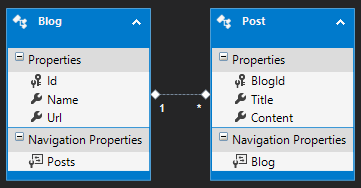 Blog
Properties
Id
Name
Url
Navigation Properties
Posts
1
*
Post
Properties
BlogId
Title
Content
Navigation Properties
Blog